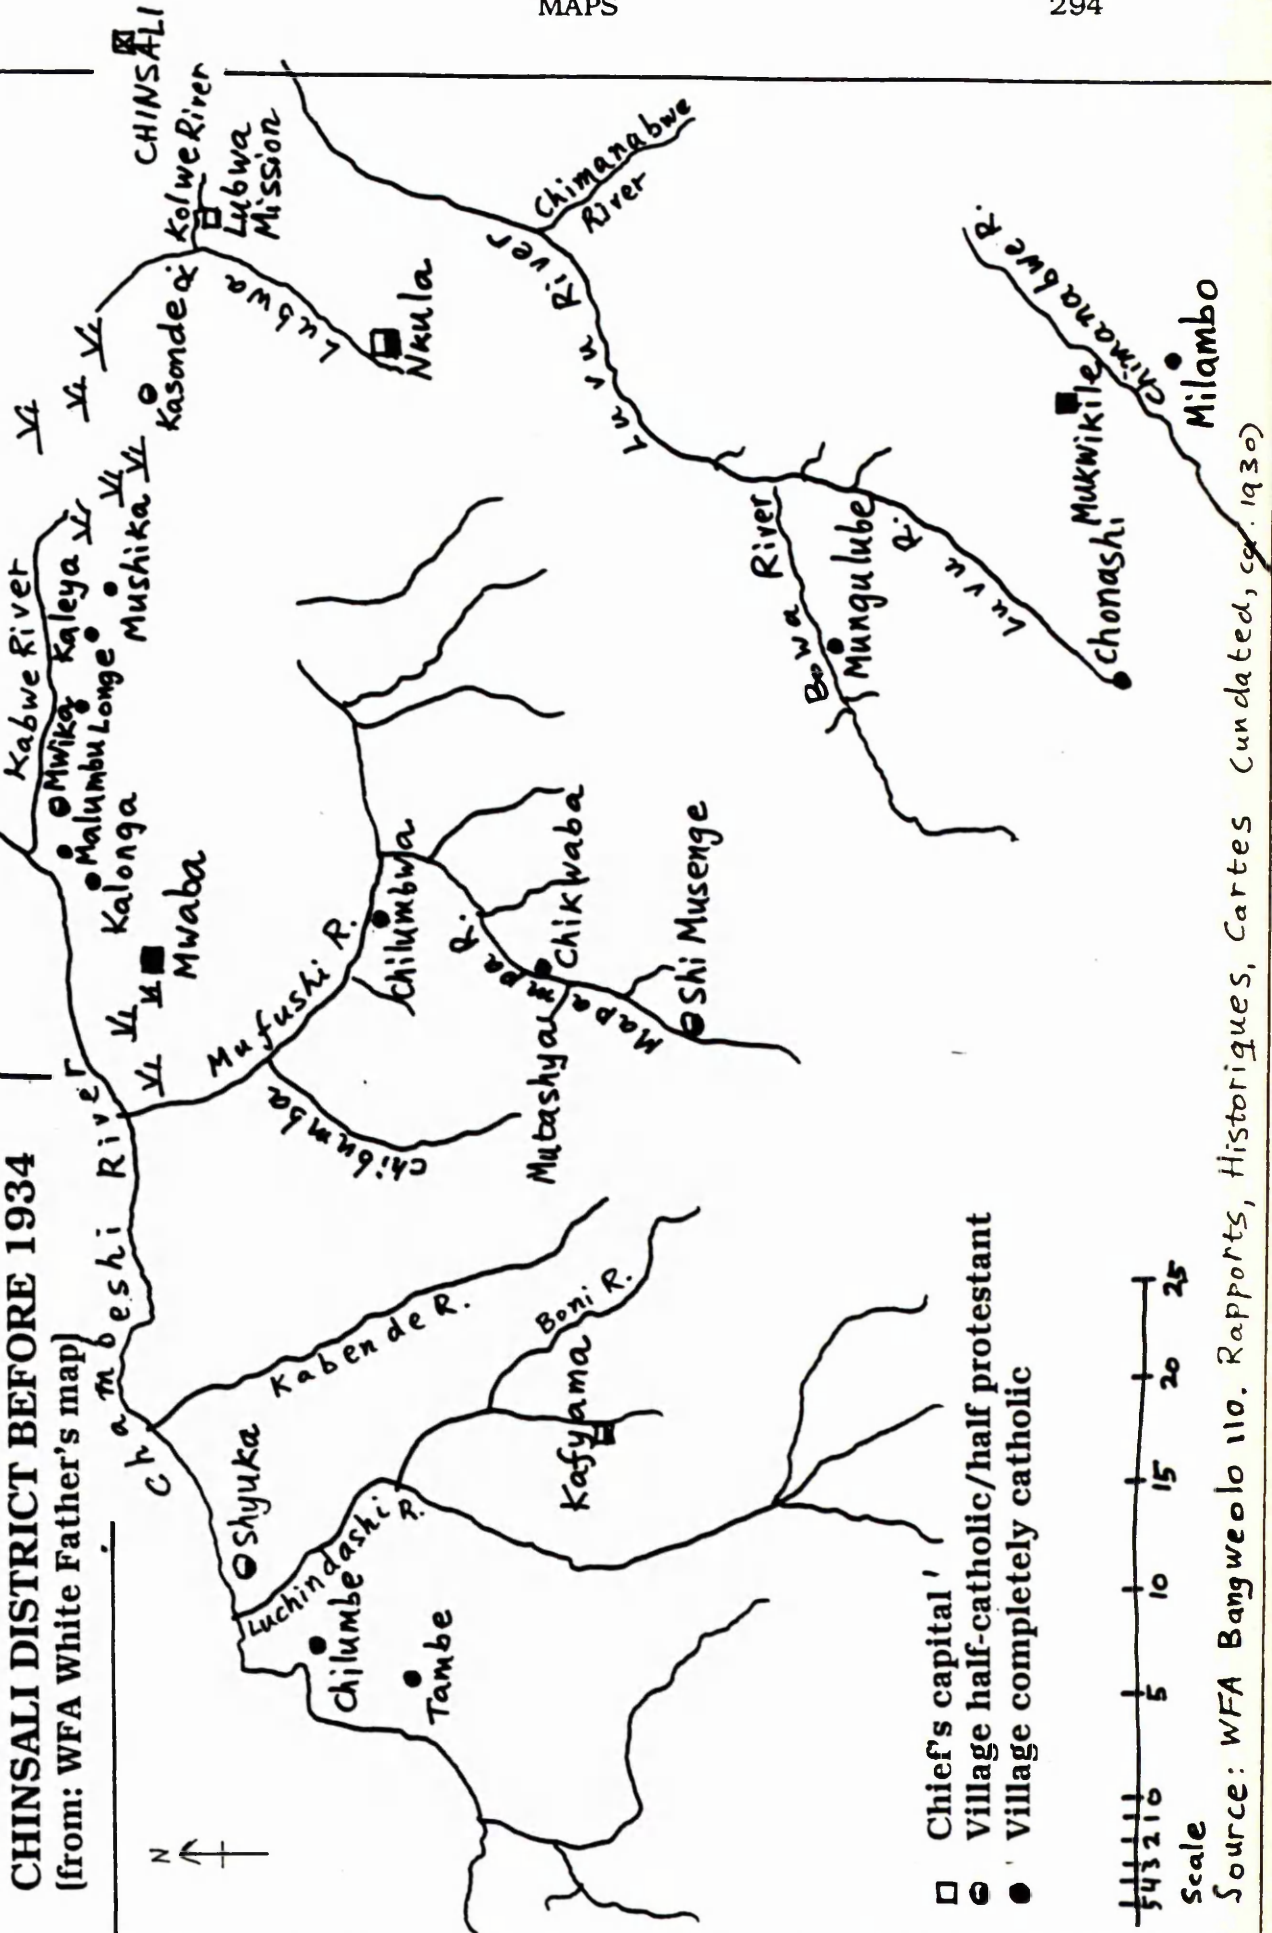 MAPS
294
CHINSALI DISTRICT BEFORE 1934
(from: WFA White Father's map)
N
Chambeshi River
Kabwe River
CHINSALI
Kolwe River
Lubwa
Mission
Kasonde
Lubwa
Nkula
Mwika
Kaleya
Malumbu
Longe
Mushika
Kalonga
Mwaba
Mufushi R.
Chibumba
Chilumbwa
Mapampa R.
Chikwaba
Mutashya
Shi Musenge
Luvu River
Chimanabwe
River
Bowa River
Mungulube
Luvu R.
Chonashi
Mukwikile
Chimanabwe R.
Milambo
Shyuka
Kabende R.
Boni R.
Kafyama
Luchindashi R.
Chilumbe
Tambe
Chief's capital
Village half-catholic/half protestant
Village completely catholic
5 4 3 2 1 0 5 10 15 20 25
Scale
Source: WFA Bangweolo 110. Rapports, Historiques, Cartes (undated, ca. 1930)